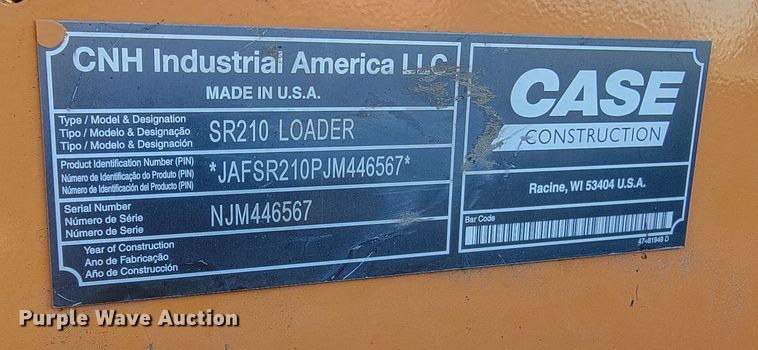 CNH Industrial America LLC
MADE IN U.S.A.
Type / Model & Designation
Tipo / Modelo & Designação
Tipo / Modelo & Designación
SR210 LOADER
Product Identification Number (PIN)
Número de Identificação do Produto (PIN)
Número de Identificación del Producto (PIN)
*JAFSR210PJM446567*
Serial Number
Número de Série
Número de Serie
NJM446567
Year of Construction
Ano de Fabricação
Año de Construcción
CASE
CONSTRUCTION
Racine, WI 53404 U.S.A.
Bar Code
Purple Wave Auction